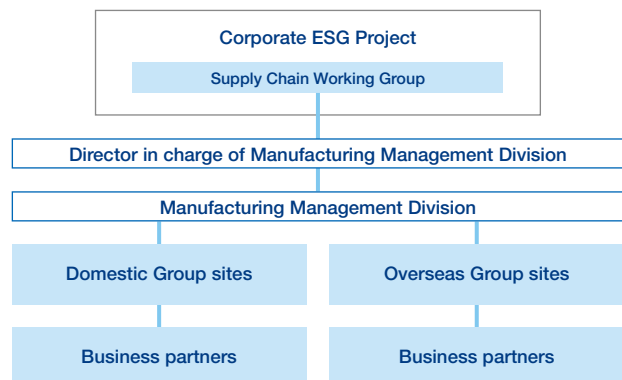 Corporate ESG Project
Supply Chain Working Group
Director in charge of Manufacturing Management Division
Manufacturing Management Division
Domestic Group sites
Overseas Group sites
Business partners
Business partners